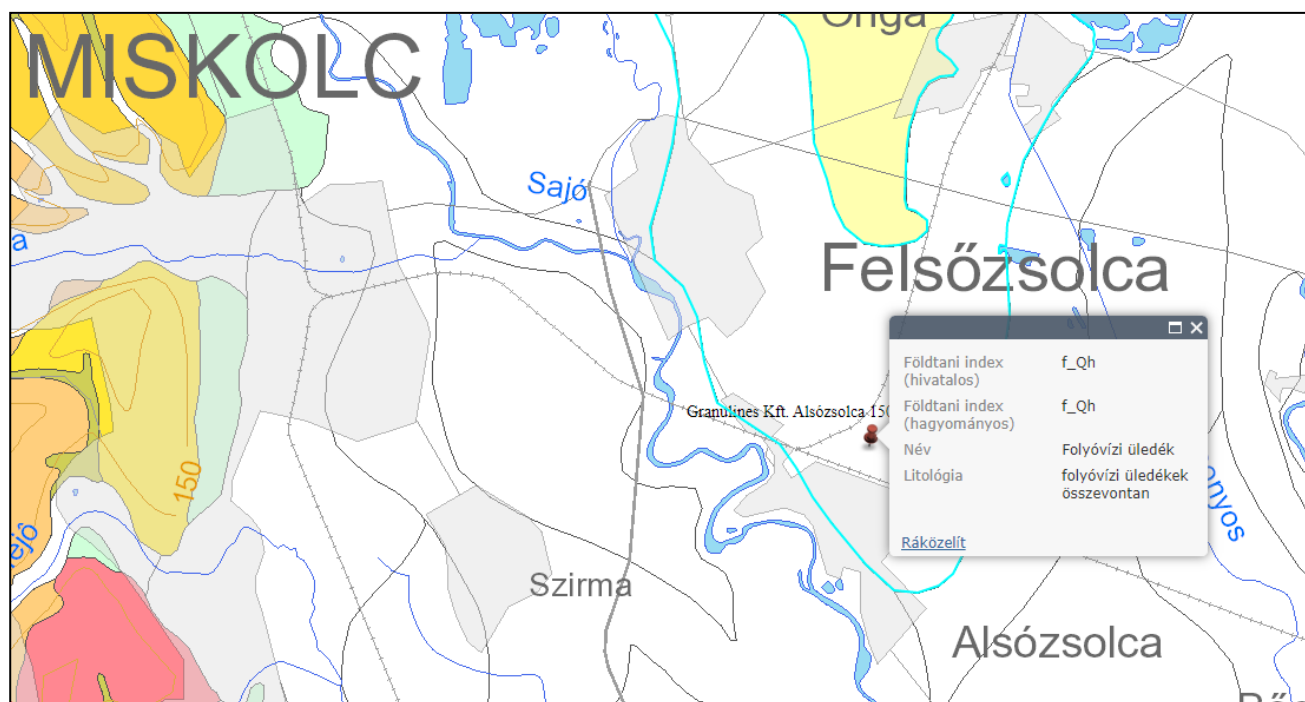 MISKOLC
Onga
Sajó
Felsőzsolca
Földtani index f_Qh
(hivatalos)
Földtani index f_Qh
(hagyományos)
Név Folyóvízi üledék
Litológia folyóvízi üledékek
összevontan
Ráközelít
Granulines Kft. Alsózsolca 150
150
Szirma
Alsózsolca